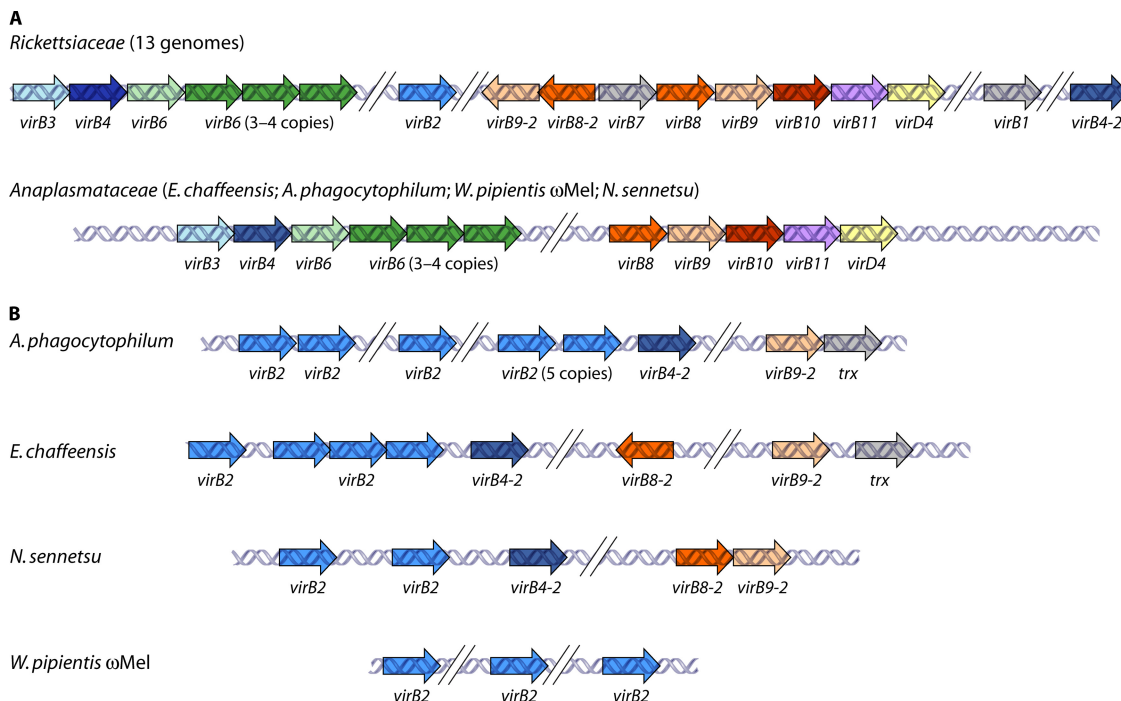 A
Rickettsiaceae (13 genomes)
virB3 virB4 virB6 virB6 (3–4 copies) virB2 virB9-2 virB8-2 virB7 virB8 virB9 virB10 virB11 virD4 virB1 virB4-2
Anaplasmataceae (E. chaffeensis; A. phagocytophilum; W. pipientis ωMel; N. sennetsu)
virB3 virB4 virB6 virB6 (3–4 copies) virB8 virB9 virB10 virB11 virD4
B
A. phagocytophilum
virB2 virB2 virB2 virB2 (5 copies) virB4-2 virB9-2 trx
E. chaffeensis
virB2 virB2 virB4-2 virB8-2 virB9-2 trx
N. sennetsu
virB2 virB2 virB4-2 virB8-2 virB9-2
W. pipientis ωMel
virB2 virB2 virB2